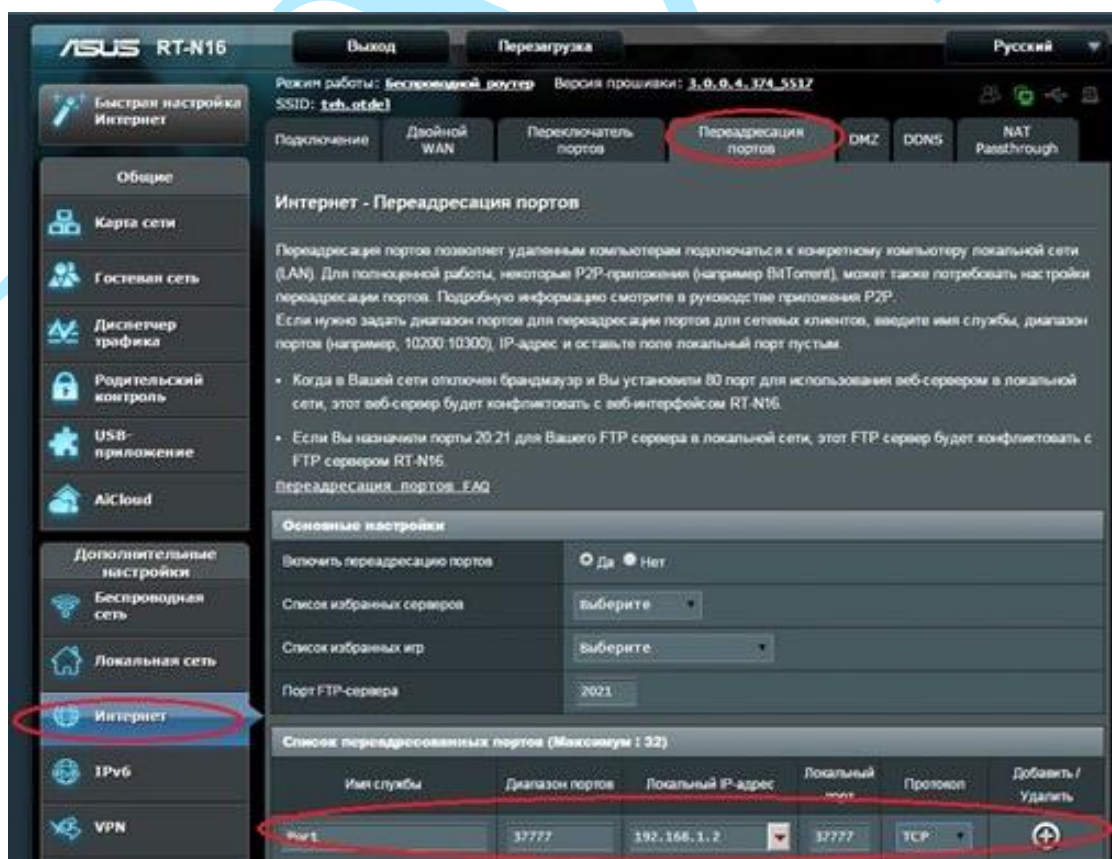 ASUS RT-N16
Выход
Перезагрузка
Русский
Режим работы: Беспроводной роутер Версия прошивки: 3.0.0.4.374_5517
SSID: teh.otdel
Быстрая настройка
Интернет
Подключение
Двойной
WAN
Переключатель
портов
Переадресация
портов
DMZ
DDNS
NAT
Passthrough
Общие
Карта сети
Гостевая сеть
Диспетчер
трафика
Родительский
контроль
USB-
приложение
AiCloud
Дополнительные
настройки
Беспроводная
сеть
Локальная сеть
Интернет
IPv6
VPN
Интернет - Переадресация портов
Переадресация портов позволяет удаленным компьютерам подключаться к конкретному компьютеру локальной сети
(LAN). Для полноценной работы, некоторые P2P-приложения (например BitTorrent), может также потребовать настройки
переадресации портов. Подробную информацию смотрите в руководстве приложения P2P.
Если нужно задать диапазон портов для переадресации портов для сетевых клиентов, введите имя службы, диапазон
портов (например, 10200:10300), IP-адрес и оставьте поле локальный порт пустым.
• Когда в Вашей сети отключен брандмауэр и Вы установили 80 порт для использования веб-сервером в локальной
сети, этот веб-сервер будет конфликтовать с веб-интерфейсом RT-N16.
• Если Вы назначили порты 20:21 для Вашего FTP сервера в локальной сети, этот FTP сервер будет конфликтовать с
FTP сервером RT-N16.
Переадресация портов FAQ
Основные настройки
Включить переадресацию портов Да Нет
Список избранных серверов Выберите
Список избранных игр Выберите
Порт FTP-сервера 2021
Список переадресованных портов (Максимум : 32)
Имя службы
Диапазон портов
Локальный IP-адрес
Локальный
порт
Протокол
Добавить /
Удалить
Port1 37777 192.168.1.2 37777 TCP